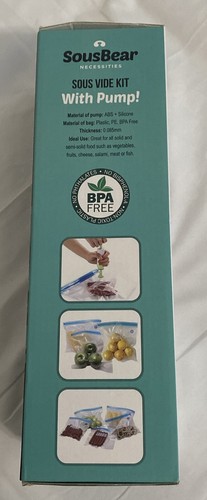 SousBear
NECESSITIES
SOUS VIDE KIT
With Pump!
Material of pump: ABS + Silicone
Material of bag: Plastic, PE, BPA Free
Thickness: 0.085mm
Ideal Use: Great for all solid and
semi-solid food such as vegetables,
fruits, cheese, salami, meat or fish.
• NO PHTHALATES • NO BISPHENOL • NON TOXIC PLASTIC
BPA
FREE